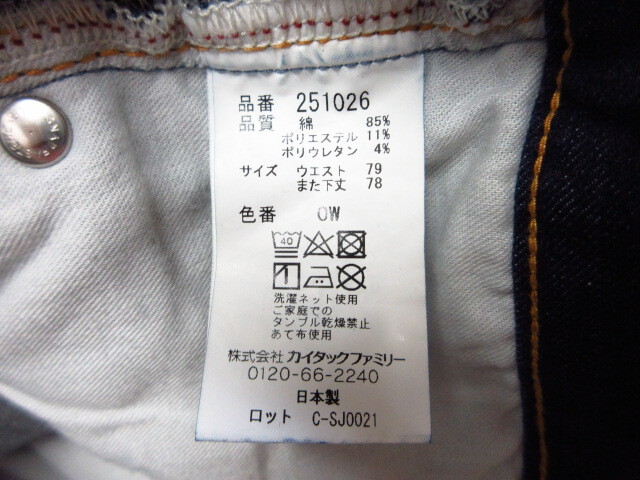 品番 251026
品質 綿 85%
ポリエステル 11%
ポリウレタン 4%
サイズ ウエスト 79
また下丈 78
色番 OW
40
洗濯ネット使用
ご家庭での
タンブル乾燥禁止
あて布使用
株式会社 カイタックファミリー
0120-66-2240
日本製
ロット C-SJ0021